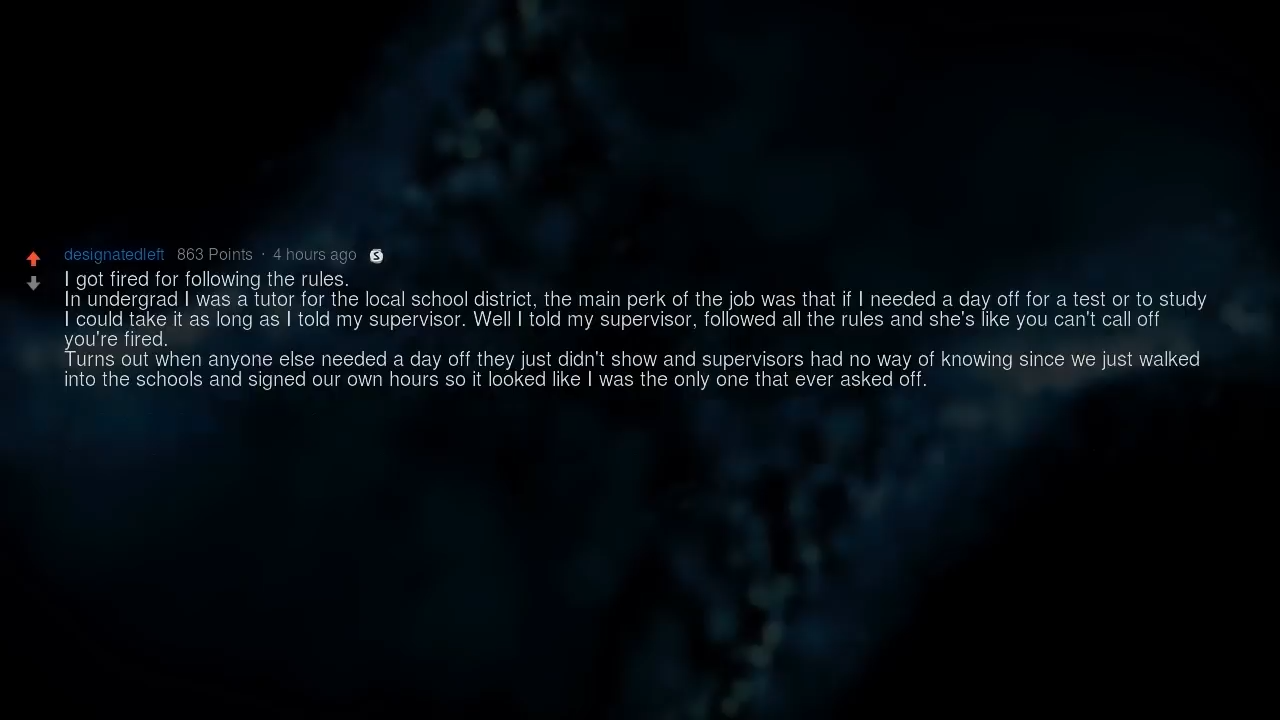 designatedleft 863 Points · 4 hours ago S
I got fired for following the rules.
In undergrad I was a tutor for the local school district, the main perk of the job was that if I needed a day off for a test or to study
I could take it as long as I told my supervisor. Well I told my supervisor, followed all the rules and she's like you can't call off
you're fired.
Turns out when anyone else needed a day off they just didn't show and supervisors had no way of knowing since we just walked
into the schools and signed our own hours so it looked like I was the only one that ever asked off.